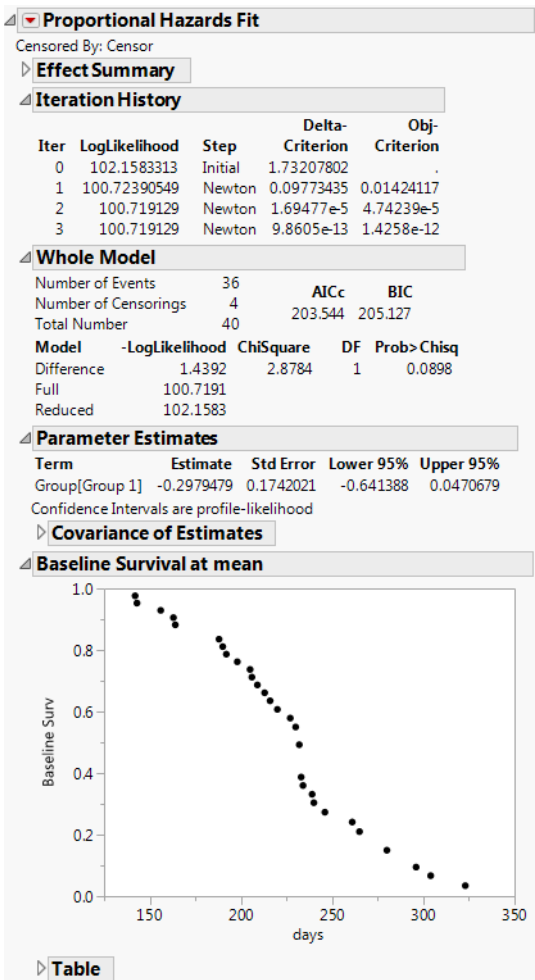 Proportional Hazards Fit
Censored By: Censor
Effect Summary
Iteration History
Delta- Obj-
Iter LogLikelihood Step Criterion Criterion
0 102.1583313 Initial 1.73207802 .
1 100.72390549 Newton 0.09773435 0.01424117
2 100.719129 Newton 1.69477e-5 4.74239e-5
3 100.719129 Newton 9.8605e-13 1.4258e-12
Whole Model
Number of Events 36
Number of Censorings 4
Total Number 40
AICc BIC
203.544 205.127
Model -LogLikelihood ChiSquare DF Prob>Chisq
Difference 1.4392 2.8784 1 0.0898
Full 100.7191
Reduced 102.1583
Parameter Estimates
Term Estimate Std Error Lower 95% Upper 95%
Group[Group 1] -0.2979479 0.1742021 -0.641388 0.0470679
Confidence Intervals are profile-likelihood
Covariance of Estimates
Baseline Survival at mean
1.0
0.8
0.6
0.4
0.2
0.0
Baseline Surv
150 200 250 300 350
days
Table